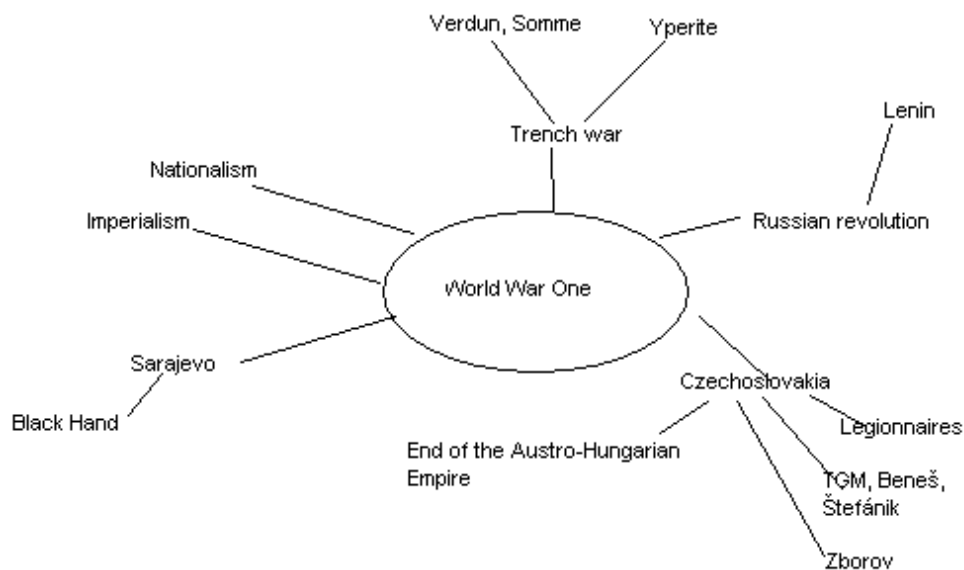 Verdun, Somme
Yperite
Lenin
Trench war
Nationalism
Imperialism
Russian revolution
World War One
Sarajevo
Black Hand
Czechoslovakia
Legionnaires
End of the Austro-Hungarian
Empire
TGM, Beneš,
Štefánik
Zborov